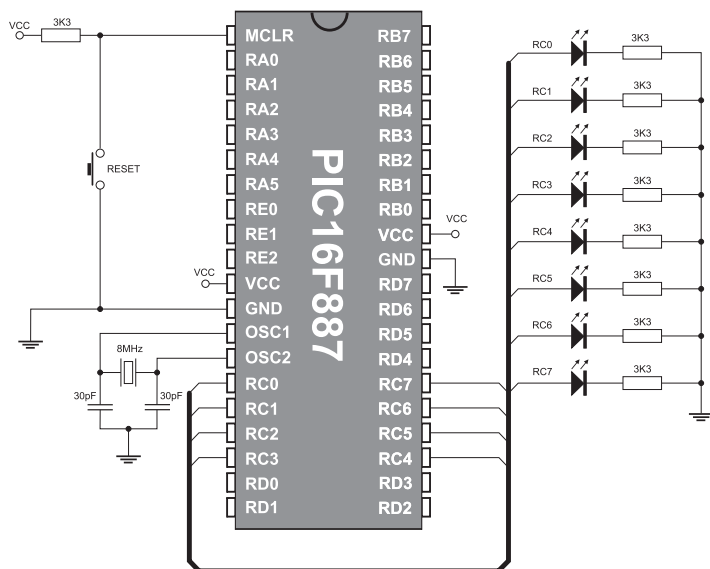 VCC
3K3
RESET
VCC
8MHz
30pF
30pF
PIC16F887
MCLR
RA0
RA1
RA2
RA3
RA4
RA5
RE0
RE1
RE2
VCC
GND
OSC1
OSC2
RC0
RC1
RC2
RC3
RD0
RD1
RB7
RB6
RB5
RB4
RB3
RB2
RB1
RB0
VCC
GND
RD7
RD6
RD5
RD4
RC7
RC6
RC5
RC4
RD3
RD2
VCC
RC0
3K3
RC1
3K3
RC2
3K3
RC3
3K3
RC4
3K3
RC5
3K3
RC6
3K3
RC7
3K3